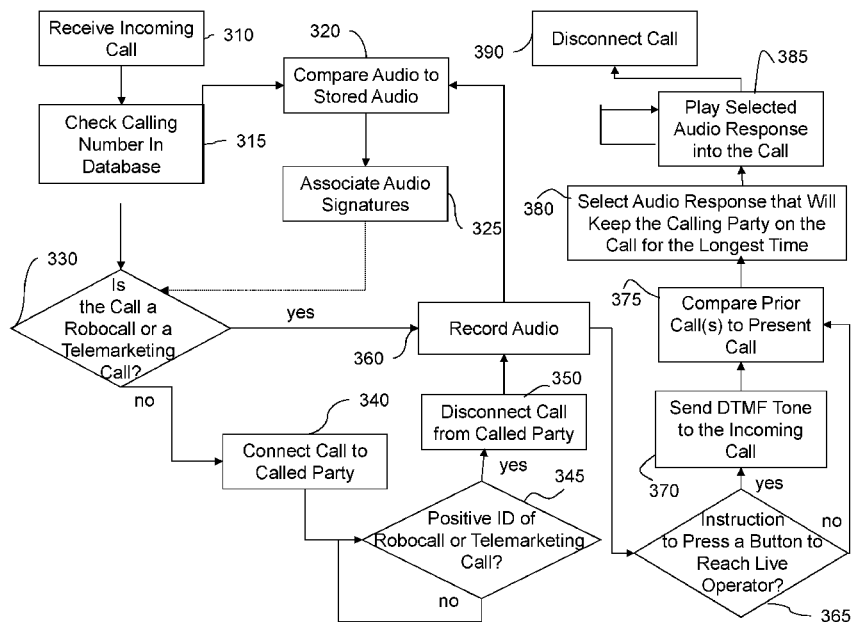 Receive Incoming
Call
310
Check Calling
Number In
Database
315
320
Compare Audio to
Stored Audio
Associate Audio
Signatures
325
330
Is
the Call a
Robocall or a
Telemarketing
Call?
yes
no
340
Connect Call to
Called Party
345
Positive ID of
Robocall or Telemarketing
Call?
yes
no
350
Disconnect Call
from Called Party
Record Audio
360
Instruction
to Press a Button to
Reach Live
Operator?
365
yes
no
Send DTMF Tone
to the Incoming
Call
370
375
Compare Prior
Call(s) to Present
Call
380
Select Audio Response that Will
Keep the Calling Party on the
Call for the Longest Time
385
Play Selected
Audio Response
into the Call
390
Disconnect Call